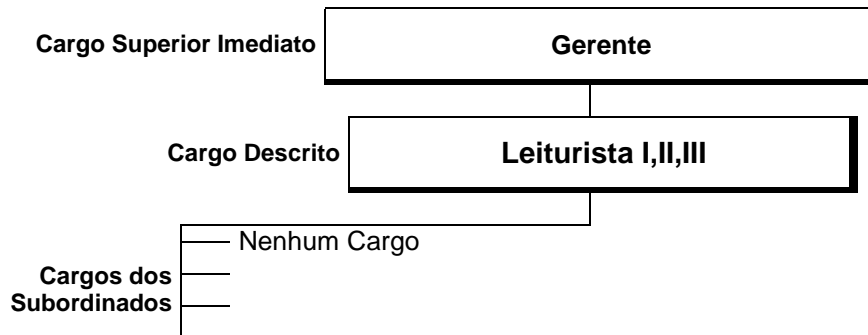 Cargo Superior Imediato
Gerente
Cargo Descrito
Leiturista I,II,III
Nenhum Cargo
Cargos dos
Subordinados